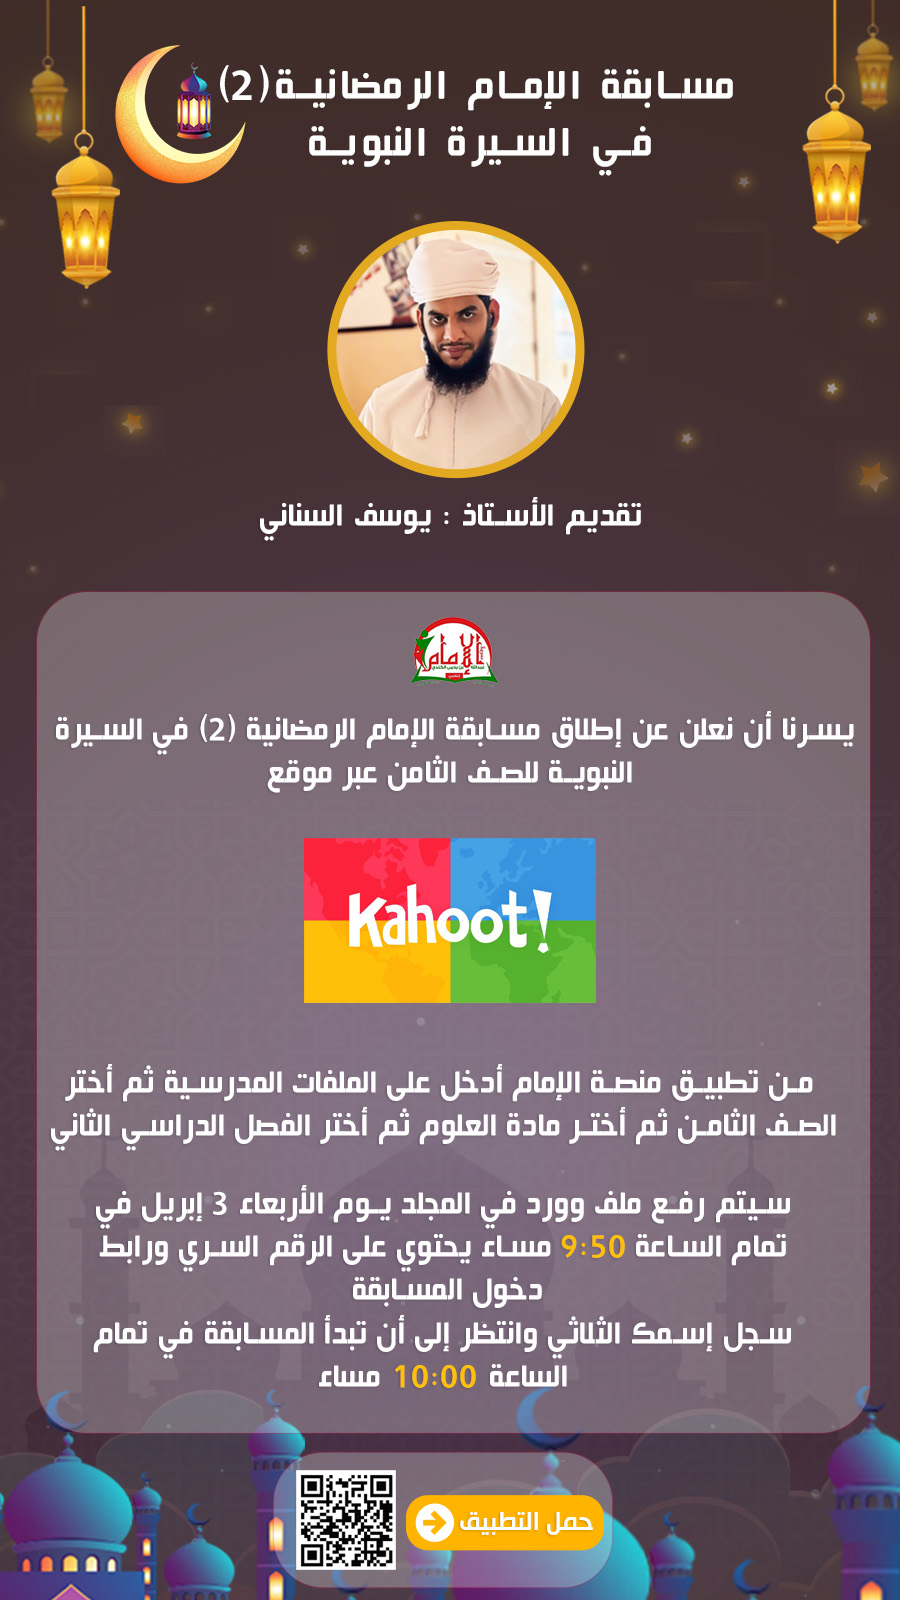 مسابقة الإمام الرمضانية (2)
في السيرة النبوية
تقديم الأستاذ : يوسف السناني
الإمام
عبدالله بن يحيى الكندي
يسرنا أن نعلن عن إطلاق مسابقة الإمام الرمضانية (2) في السيرة
النبوية للصف الثامن عبر موقع
Kahoot!
من تطبيق منصة الإمام أدخل على الملفات المدرسية ثم أختر
الصف الثامن ثم أختر مادة العلوم ثم أختر الفصل الدراسي الثاني
سيتم رفع ملف وورد في المجلد يوم الأربعاء 3 إبريل في
تمام الساعة 9:50 مساء يحتوي على الرقم السري ورابط
دخول المسابقة
سجل إسمك الثلاثي وانتظر إلى أن تبدأ المسابقة في تمام
الساعة 10:00 مساء
حمل التطبيق